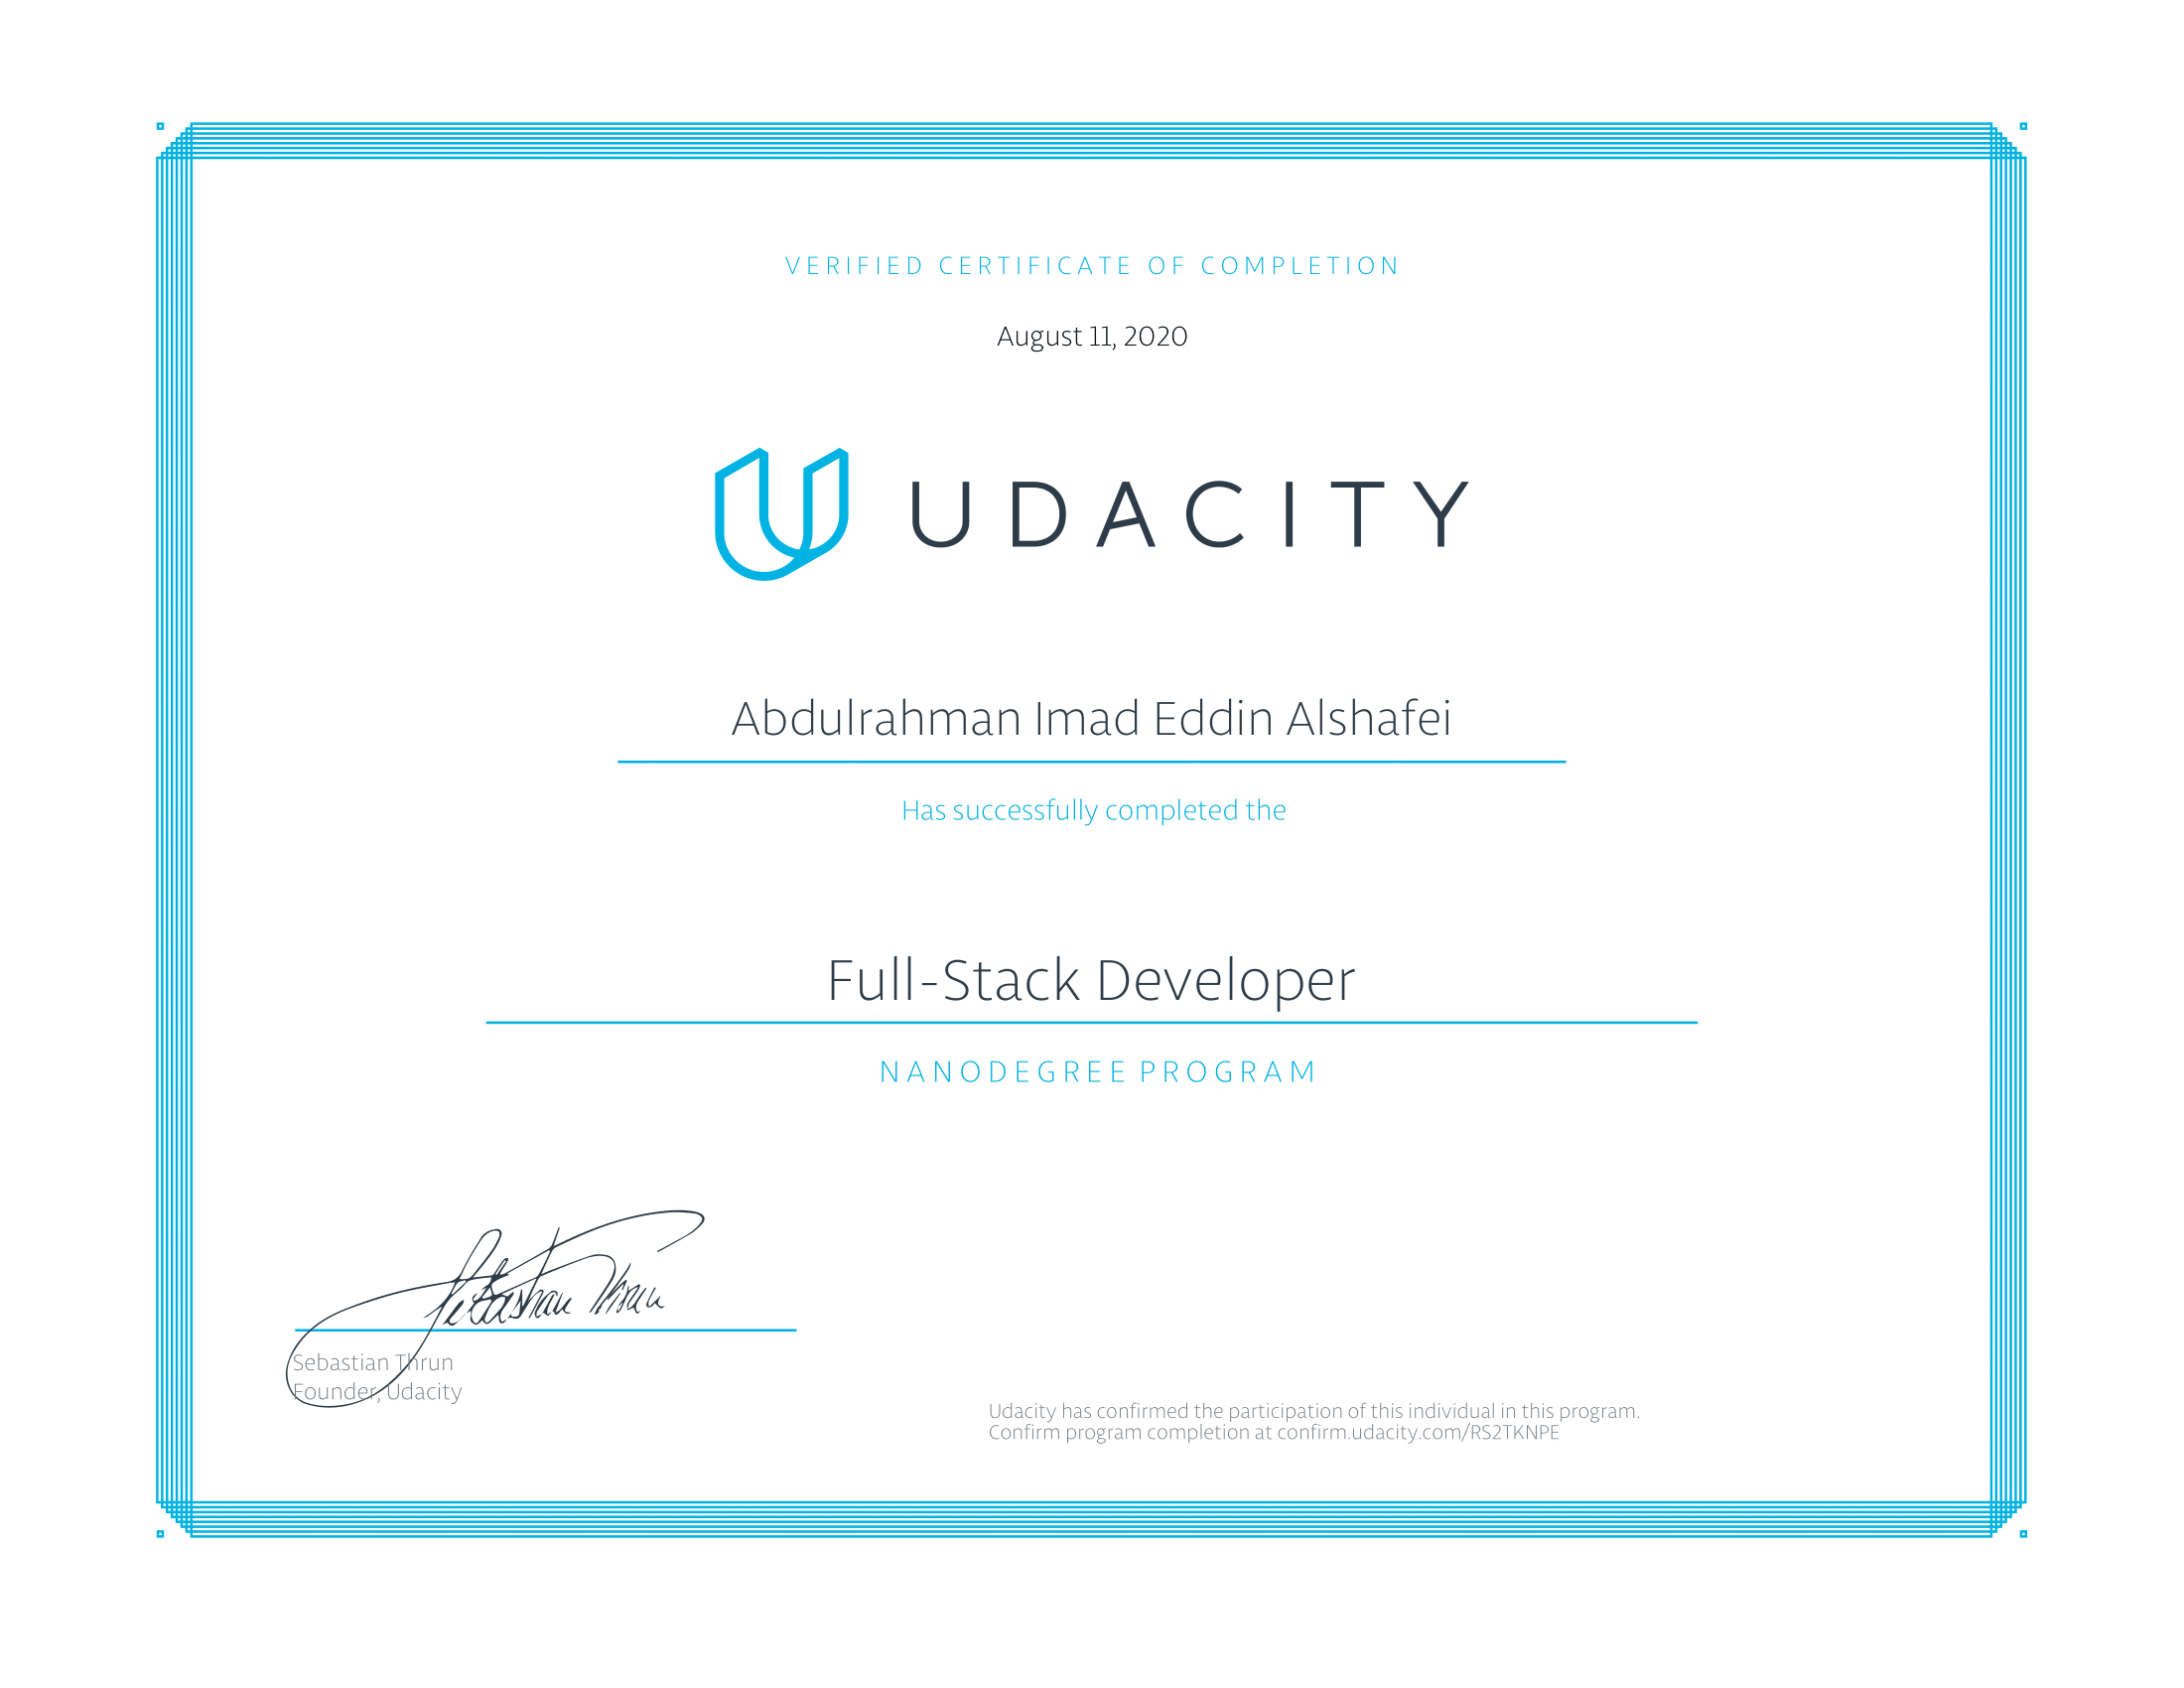 VERIFIED CERTIFICATE OF COMPLETION
August 11, 2020
UDACITY
Abdulrahman Imad Eddin Alshafei
Has successfully completed the
Full-Stack Developer
NANODEGREE PROGRAM
Sebastian Thrun
Sebastian Thrun
Founder, Udacity
Udacity has confirmed the participation of this individual in this program.
Confirm program completion at confirm.udacity.com/RS2TKNPE